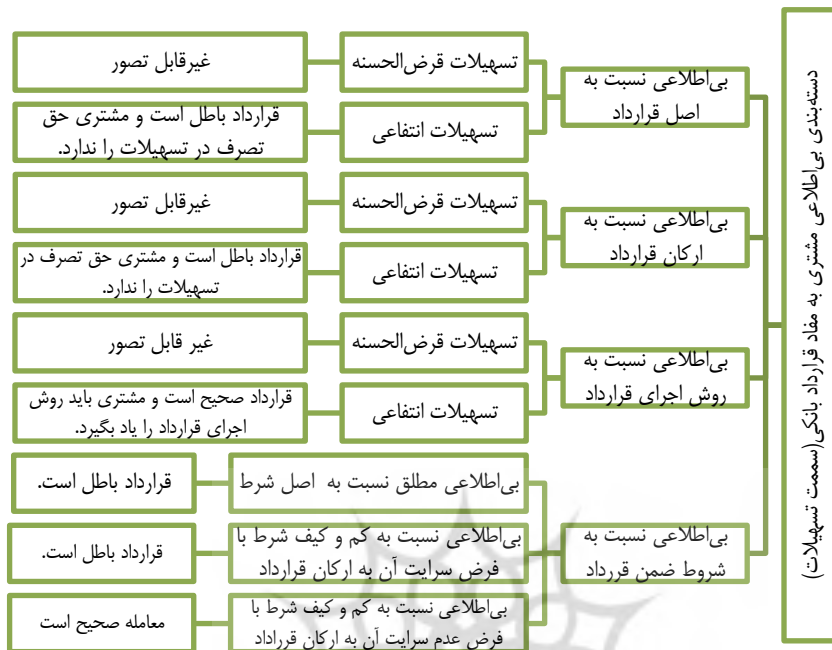 دسته‌بندی بی‌اطلاعی مشتری به مفاد قرارداد بانکی(سممت تسهیلات)
بی‌اطلاعی نسبت به
اصل قرارداد
تسهیلات قرض‌الحسنه
غیرقابل تصور
تسهیلات انتفاعی
قرارداد باطل است و مشتری حق
تصرف در تسهیلات را ندارد.
بی‌اطلاعی نسبت به
ارکان قرارداد
تسهیلات قرض‌الحسنه
غیرقابل تصور
تسهیلات انتفاعی
قرارداد باطل است و مشتری حق تصرف در
تسهیلات را ندارد.
بی‌اطلاعی نسبت به
روش اجرای قرارداد
تسهیلات قرض‌الحسنه
غیر قابل تصور
تسهیلات انتفاعی
قرارداد صحیح است و مشتری باید روش
اجرای قرارداد را یاد بگیرد.
بی‌اطلاعی نسبت به
شروط ضمن قررداد
بی‌اطلاعی مطلق نسبت به اصل شرط
قرارداد باطل است.
بی‌اطلاعی نسبت به کم و کیف شرط با
فرض سرایت آن به ارکان قرارداد
قرارداد باطل است.
بی‌اطلاعی نسبت به کم و کیف شرط با
فرض عدم سرایت آن به ارکان قرراداد
معامله صحیح است